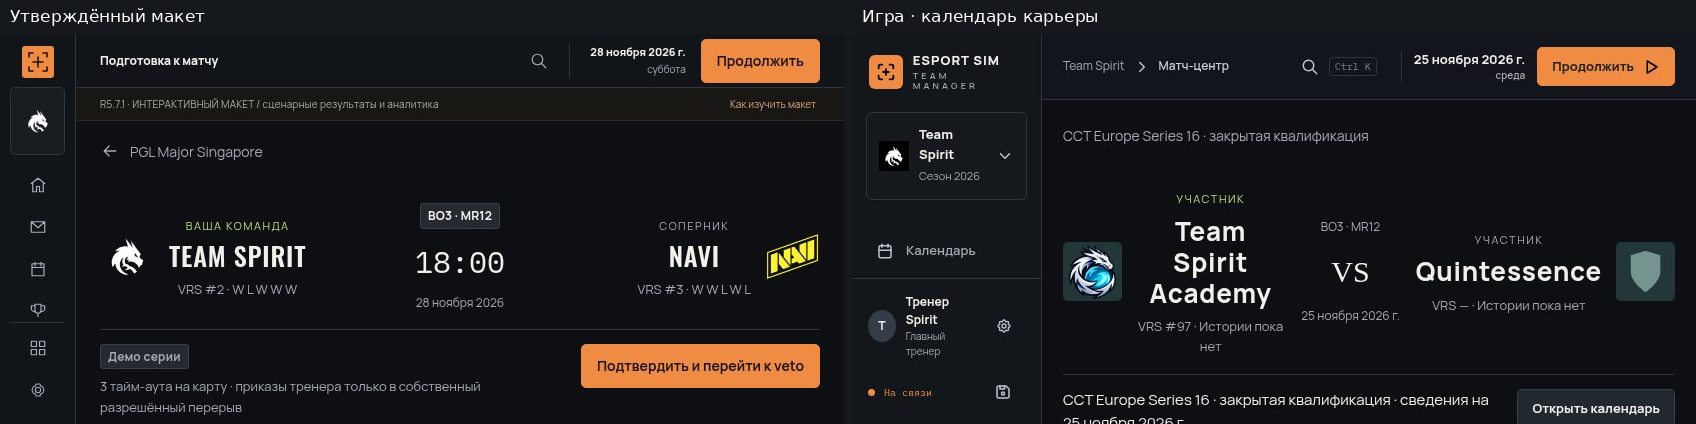 Утверждённый макет
Подготовка к матчу
28 ноября 2026 г.
суббота
Продолжить
R5.7.1 · ИНТЕРАКТИВНЫЙ МАКЕТ / сценарные результаты и аналитика
Как изучить макет
PGL Major Singapore
ВАША КОМАНДА
TEAM SPIRIT
VRS #2 · W L W W W
BO3 · MR12
18:00
28 ноября 2026
СОПЕРНИК
NAVI
VRS #3 · W W L W L
NAVI
Демо серии
3 тайм-аута на карту · приказы тренера только в собственный
разрешённый перерыв
Подтвердить и перейти к veto
Игра · календарь карьеры
ESPORT SIM
TEAM
MANAGER
Team
Spirit
Сезон 2026
Календарь
Т
Тренер
Spirit
Главный
тренер
На связи
Team Spirit
Матч-центр
Ctrl K
25 ноября 2026 г.
среда
Продолжить
CCT Europe Series 16 · закрытая квалификация
УЧАСТНИК
Team
Spirit
Academy
VRS #97 · Истории пока
нет
BO3 · MR12
VS
25 ноября 2026 г.
УЧАСТНИК
Quintessence
VRS — · Истории пока нет
CCT Europe Series 16 · закрытая квалификация · сведения на
25 ноября 2026 г.
Открыть календарь